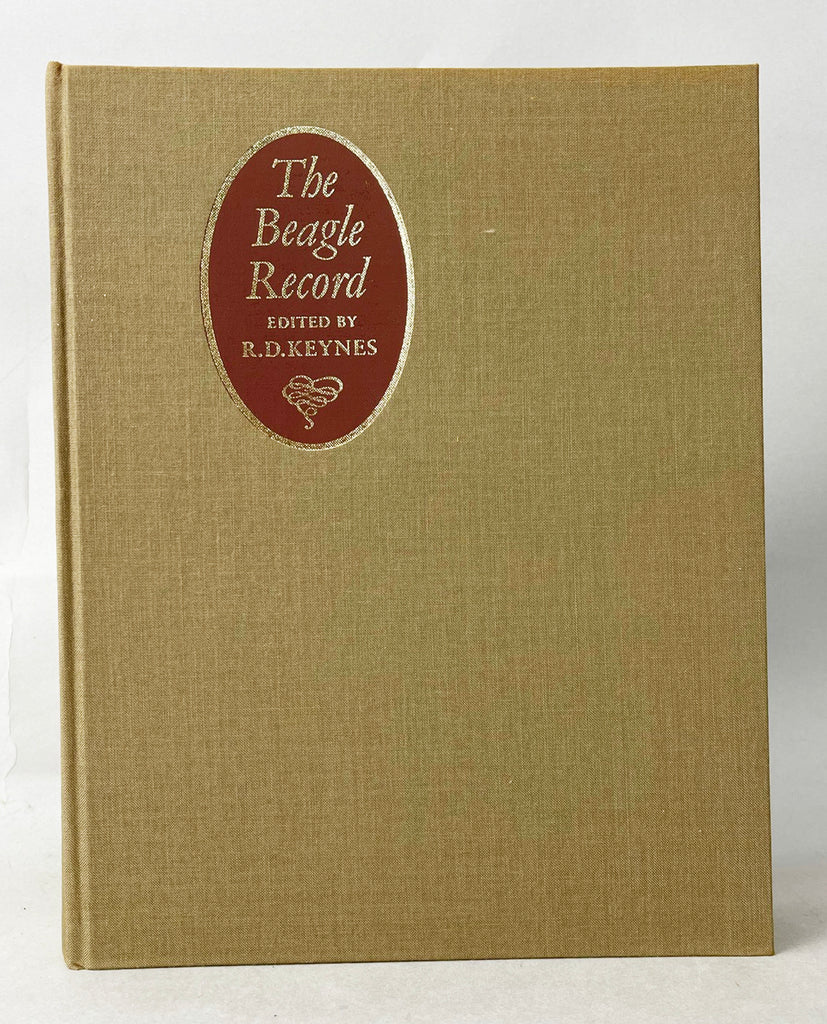 The
Beagle
Record
EDITED BY
R.D.KEYNES